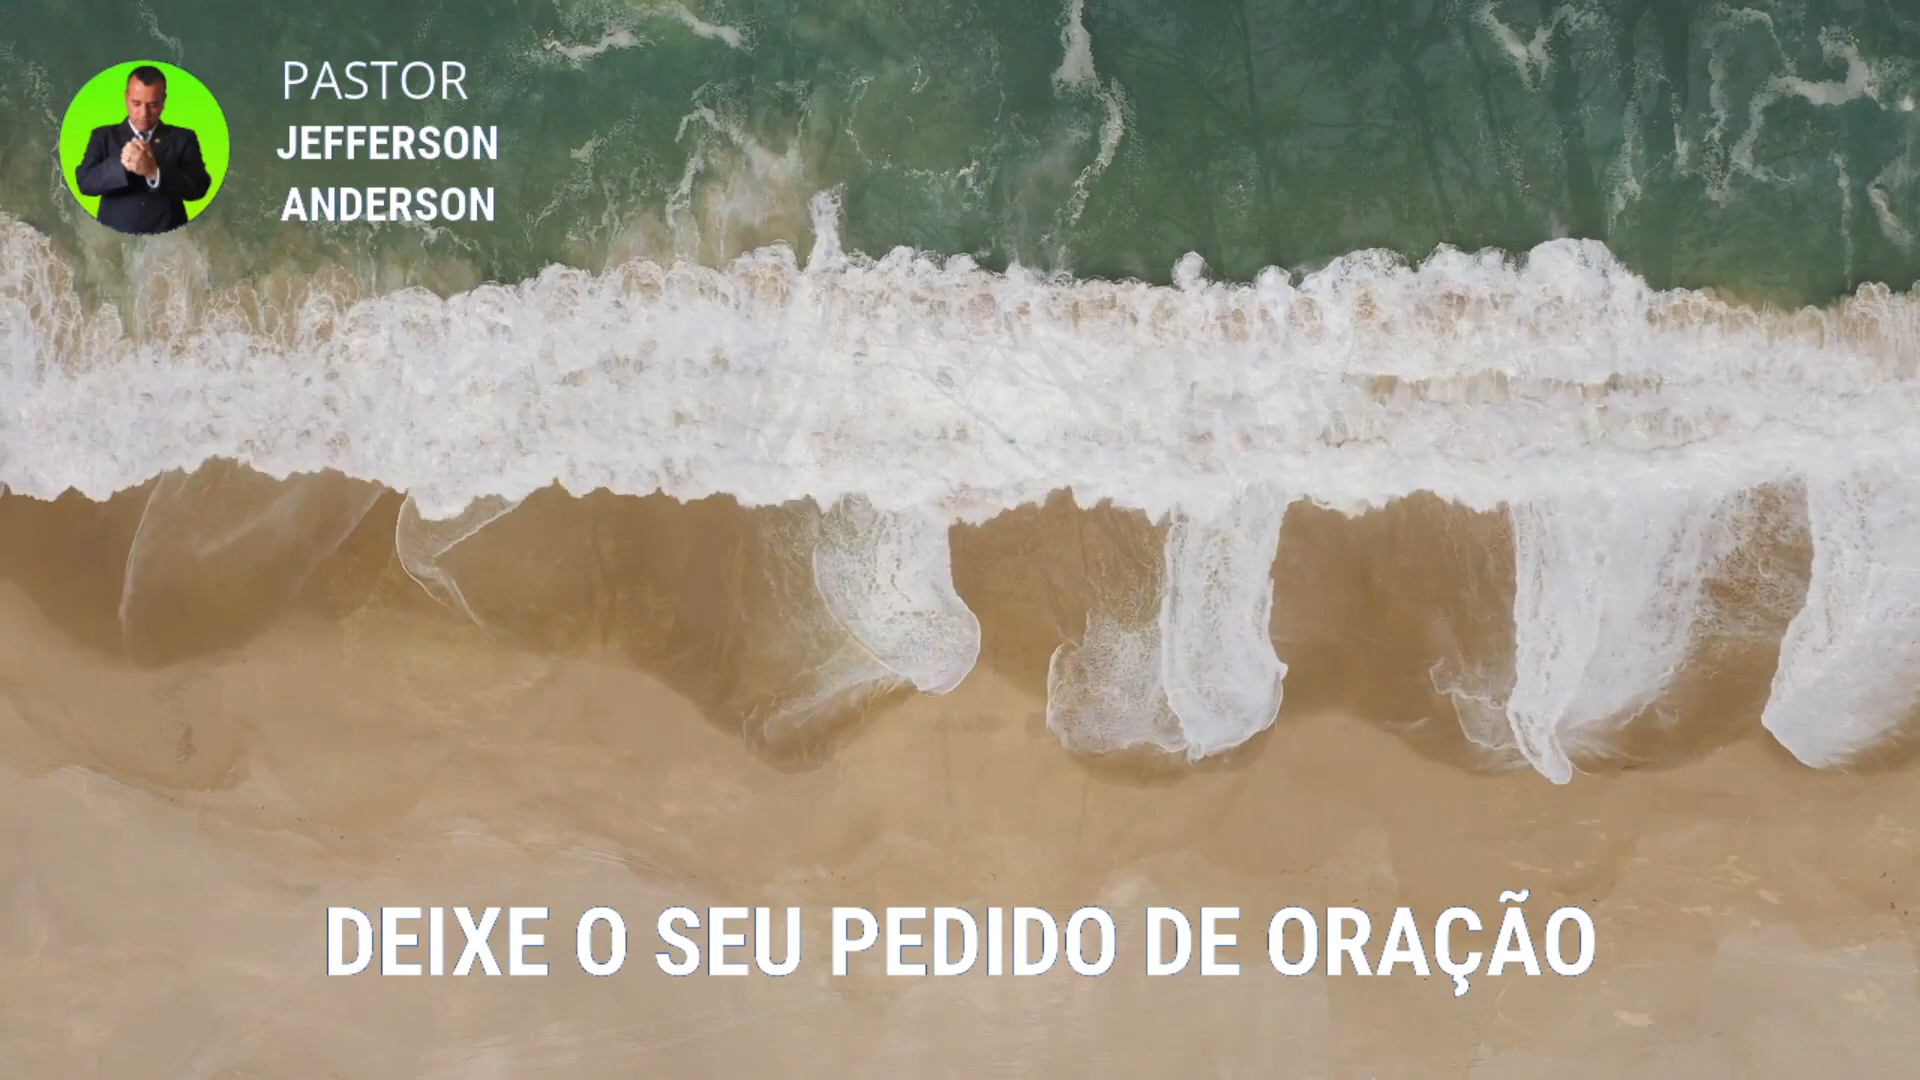 PASTOR
JEFFERSON
ANDERSON
DEIXE O SEU PEDIDO DE ORAÇÃO